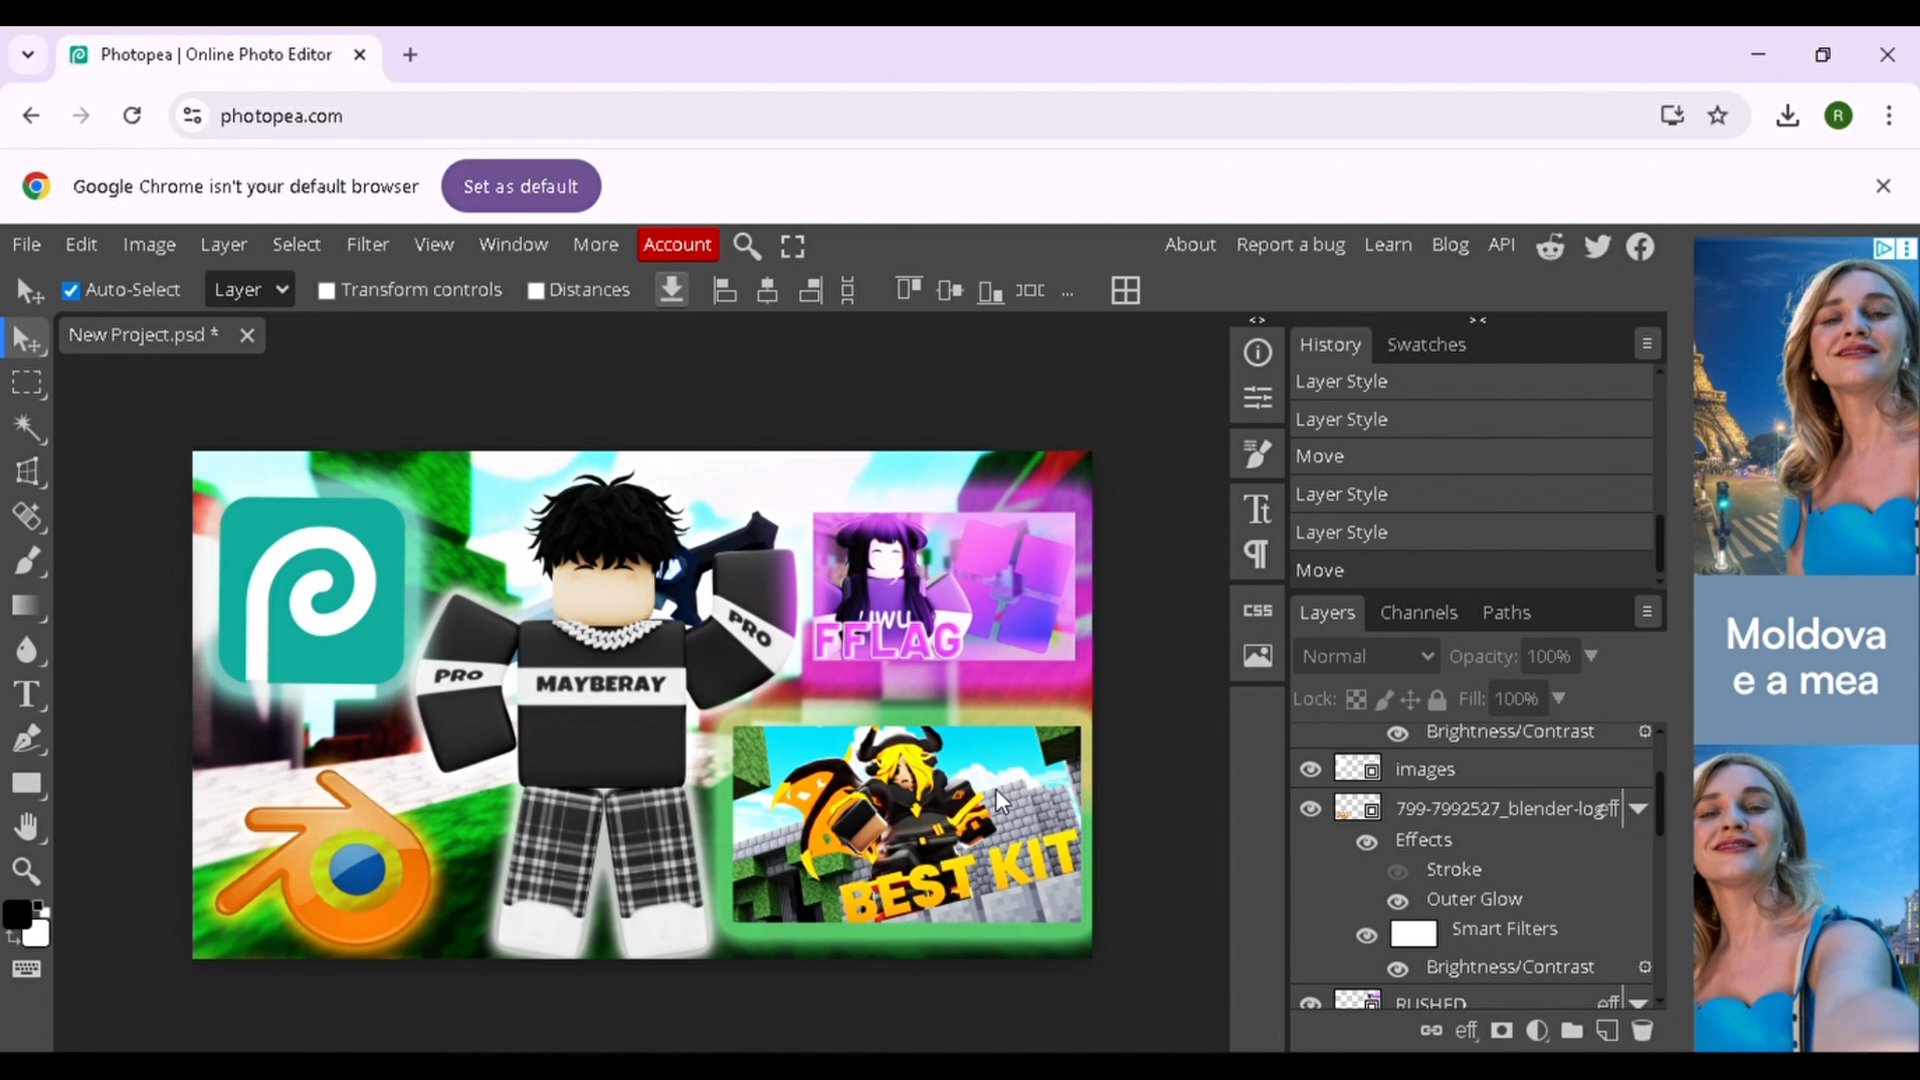 Photopea | Online Photo Editor
photopea.com
R
Google Chrome isn't your default browser
Set as default
File Edit Image Layer Select Filter View Window More Account
About Report a bug Learn Blog API
Auto-Select Layer Transform controls Distances ...
New Project.psd *
History Swatches
Layer Style
Layer Style
Move
Layer Style
Layer Style
Move
CSS
Layers Channels Paths
Normal Opacity: 100%
Lock: Fill: 100%
Brightness/Contrast
images
799-7992527_blender-log eff
Effects
Stroke
Outer Glow
Smart Filters
Brightness/Contrast
RUSHED eff
eff
PRO
PRO
MAYBERAY
UWU
FFLAG
BEST KIT
Moldova
e a mea